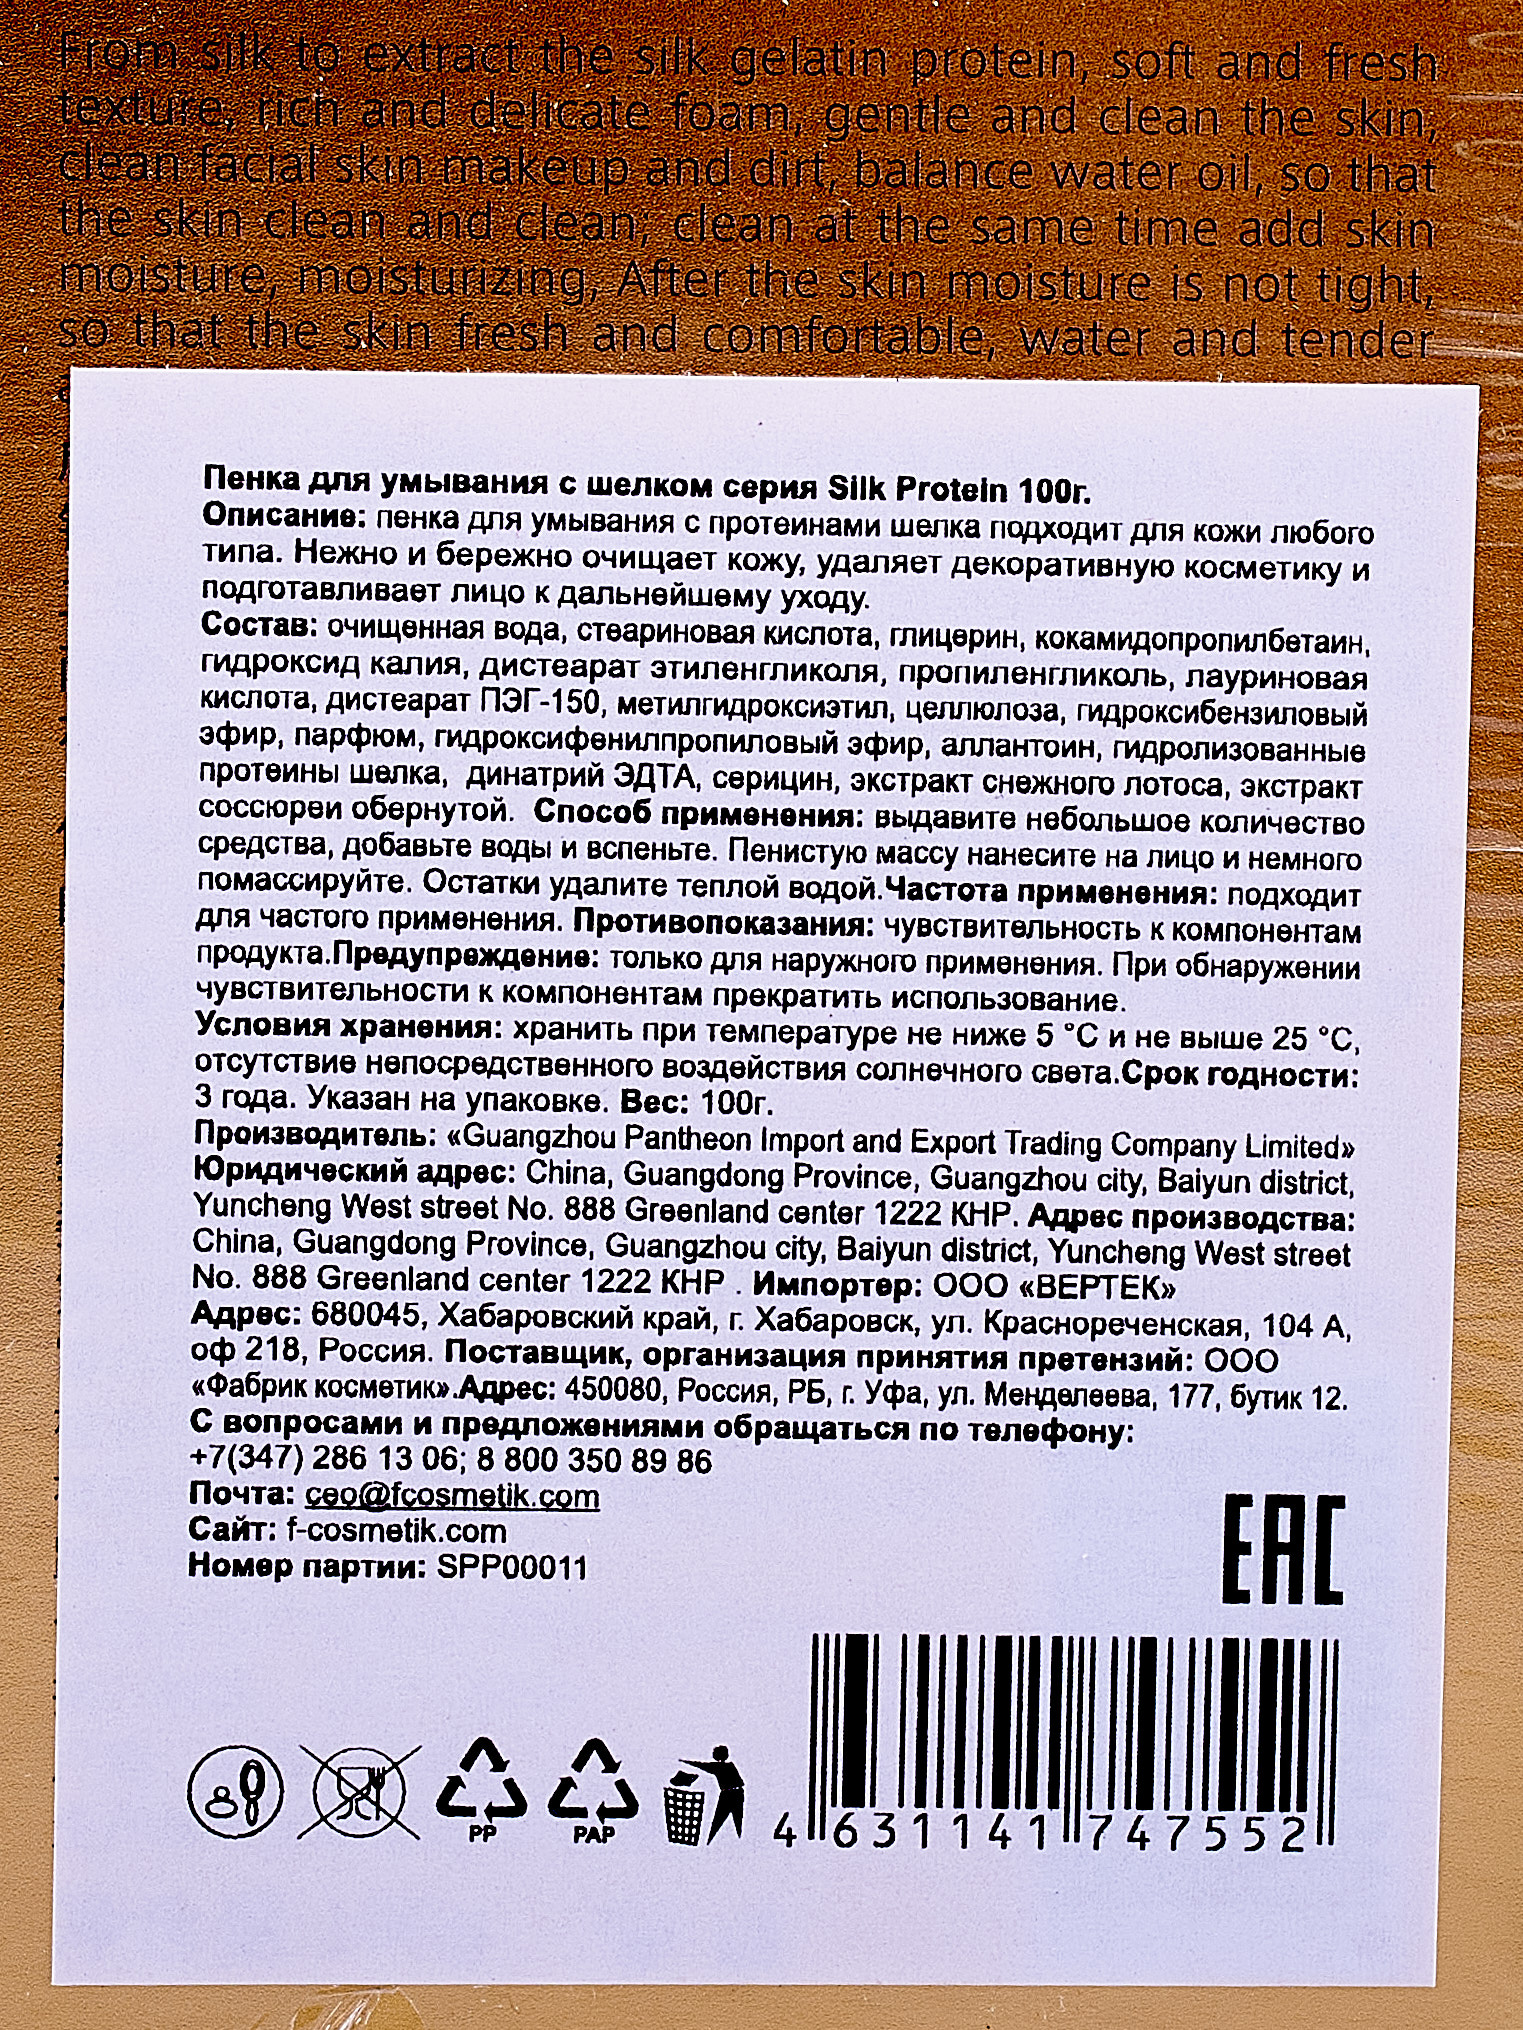 From silk to extract the silk gelatin protein, soft and fresh
texture, rich and delicate foam, gentle and clean the skin,
clean facial skin makeup and dirt, balance water oil, so that
the skin clean and clean; clean at the same time add skin
moisture, moisturizing, After the skin moisture is not tight,
so that the skin fresh and comfortable, water and tender
Пенка для умывания с шелком серия Silk Protein 100г.
Описание: пенка для умывания с протеинами шелка подходит для кожи любого
типа. Нежно и бережно очищает кожу, удаляет декоративную косметику и
подготавливает лицо к дальнейшему уходу.
Состав: очищенная вода, стеариновая кислота, глицерин, кокамидопропилбетаин,
гидроксид калия, дистеарат этиленгликоля, пропиленгликоль, лауриновая
кислота, дистеарат ПЭГ-150, метилгидроксиэтил, целлюлоза, гидроксибензиловый
эфир, парфюм, гидроксифенилпропиловый эфир, аллантоин, гидролизованные
протеины шелка, динатрий ЭДТА, серицин, экстракт снежного лотоса, экстракт
соссюреи обернутой. Способ применения: выдавите небольшое количество
средства, добавьте воды и вспеньте. Пенистую массу нанесите на лицо и немного
помассируйте. Остатки удалите теплой водой.Частота применения: подходит
для частого применения. Противопоказания: чувствительность к компонентам
продукта.Предупреждение: только для наружного применения. При обнаружении
чувствительности к компонентам прекратить использование.
Условия хранения: хранить при температуре не ниже 5 °С и не выше 25 °С,
отсутствие непосредственного воздействия солнечного света.Срок годности:
3 года. Указан на упаковке. Вес: 100г.
Производитель: «Guangzhou Pantheon Import and Export Trading Company Limited»
Юридический адрес: China, Guangdong Province, Guangzhou city, Baiyun district,
Yuncheng West street No. 888 Greenland center 1222 КНР. Адрес производства:
China, Guangdong Province, Guangzhou city, Baiyun district, Yuncheng West street
No. 888 Greenland center 1222 КНР . Импортер: ООО «ВЕРТЕК»
Адрес: 680045, Хабаровский край, г. Хабаровск, ул. Краснореченская, 104 А,
оф 218, Россия. Поставщик, организация принятия претензий: ООО
«Фабрик косметик».Адрес: 450080, Россия, РБ, г. Уфа, ул. Менделеева, 177, бутик 12.
С вопросами и предложениями обращаться по телефону:
+7(347) 286 13 06; 8 800 350 89 86
Почта: ceo@fcosmetik.com
Сайт: f-cosmetik.com
Номер партии: SPP00011
EAC
PP PAP
4 631141 747552